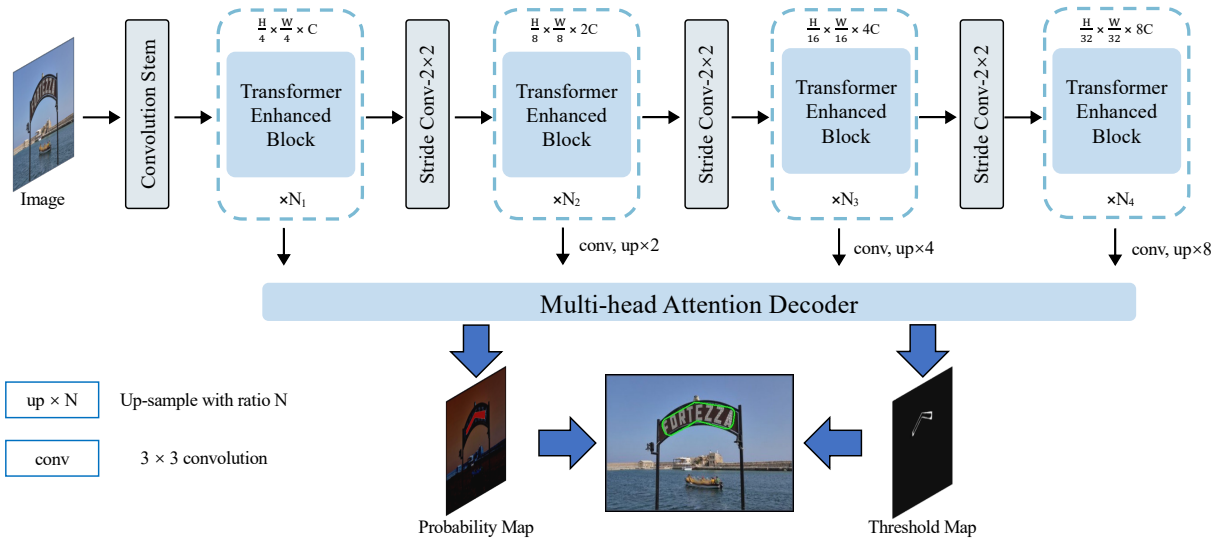 H/4 × W/4 × C
H/8 × W/8 × 2C
H/16 × W/16 × 4C
H/32 × W/32 × 8C
Image
Convolution Stem
Transformer
Enhanced
Block
×N₁
Stride Conv-2×2
Transformer
Enhanced
Block
×N₂
Stride Conv-2×2
Transformer
Enhanced
Block
×N₃
Stride Conv-2×2
Transformer
Enhanced
Block
×N₄
conv, up×2
conv, up×4
conv, up×8
Multi-head Attention Decoder
up × N
Up-sample with ratio N
conv
3 × 3 convolution
FORTEZZA
Probability Map
Threshold Map